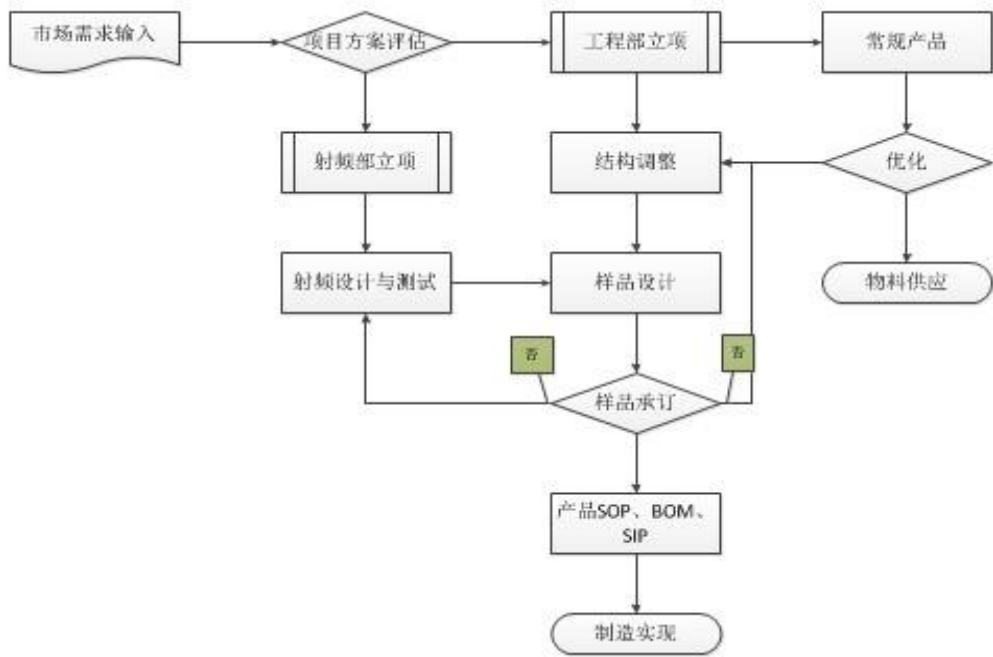 市场需求输入
项目方案评估
工程部立项
常规产品
射频部立项
结构调整
优化
射频设计与测试
样品设计
物料供应
否
否
样品承订
产品SOP、BOM、
SIP
制造实现